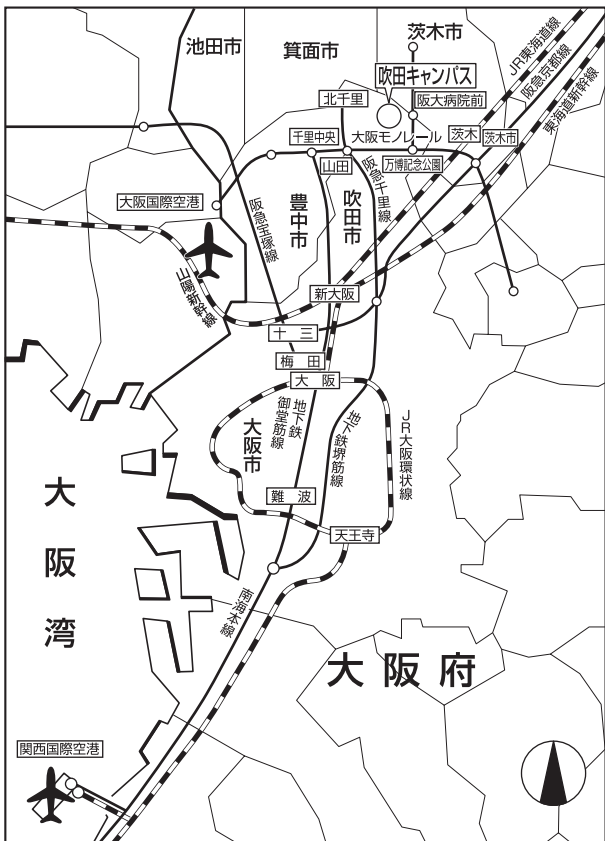 池田市
箕面市
茨木市
JR東海道線
阪急京都線
東海道新幹線
吹田キャンパス
北千里
阪大病院前
千里中央
大阪モノレール
茨木
茨木市
山田
阪急千里線
万博記念公園
大阪国際空港
阪急宝塚線
豊中市
吹田市
山陽新幹線
新大阪
十三
梅田
大阪
地下鉄
御堂筋線
大阪市
地下鉄堺筋線
JR大阪環状線
難波
天王寺
大阪湾
南海本線
大阪府
関西国際空港